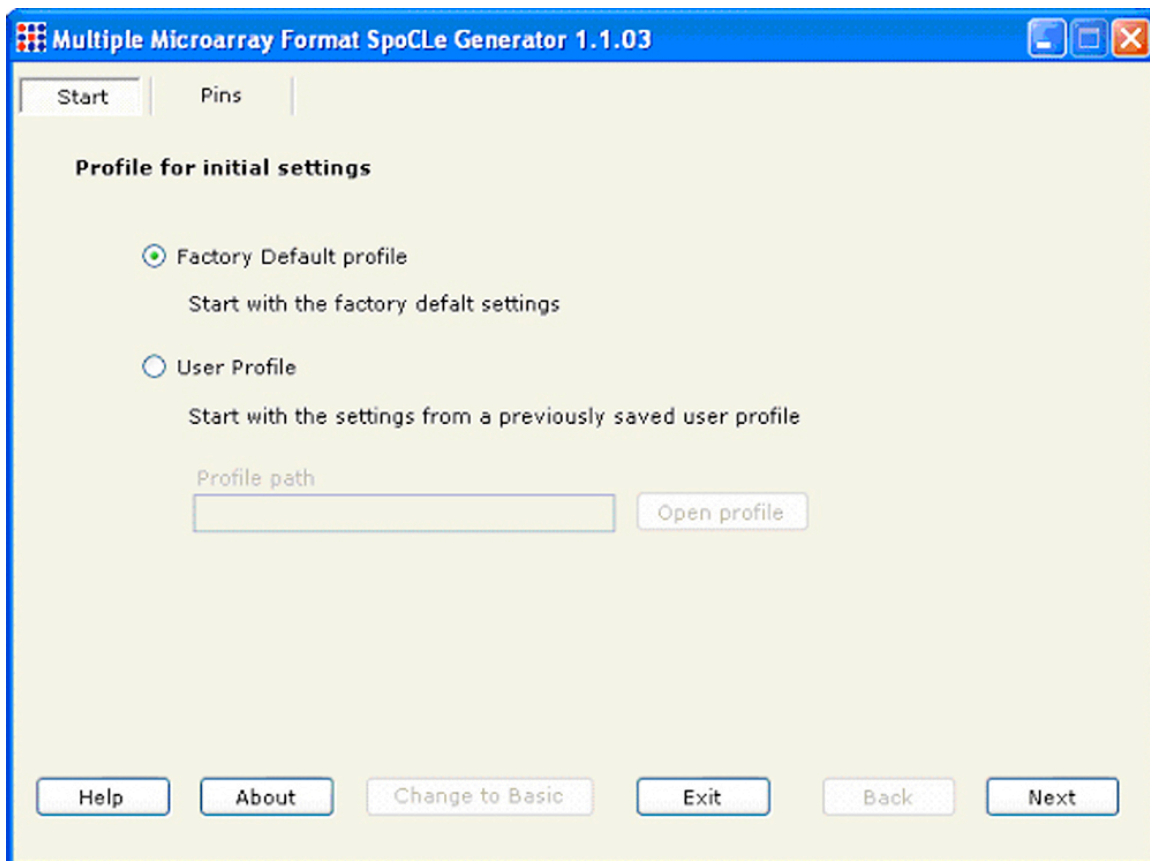 Multiple Microarray Format SpoCLe Generator 1.1.03
Start Pins
Profile for initial settings
Factory Default profile
Start with the factory defalt settings
User Profile
Start with the settings from a previously saved user profile
Profile path
Open profile
Help About Change to Basic Exit Back Next